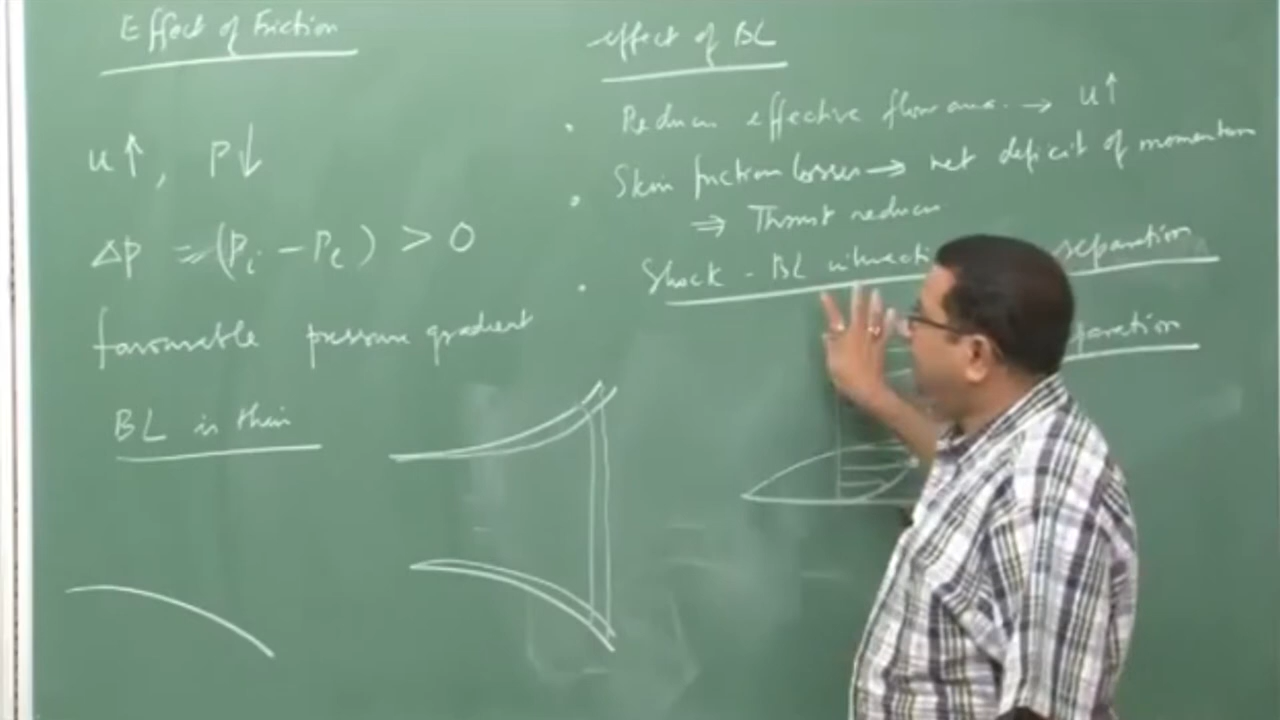 Effect of Friction
u↑, P↓
Δp = (Pi - Pe) > 0
favourable pressure gradient
BL is thin
effect of BL
• Reduces effective flow area → u↑
• Skin friction losses → net deficit of momentum
⇒ Thrust reduces
• Shock - BL interacti separation
paration